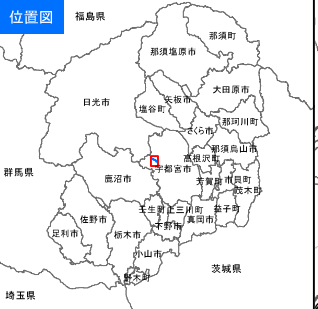 位置図
福島県
那須町
那須塩原市
日光市
大田原市
矢板市
塩谷町
那珂川町
さくら市
那須烏山市
高根沢町
群馬県
宇都宮市
鹿沼市
芳賀町
市貝町
茂木町
壬生町
上三川町
益子町
佐野市
真岡市
足利市
栃木市
下野市
小山市
茨城県
野木町
埼玉県